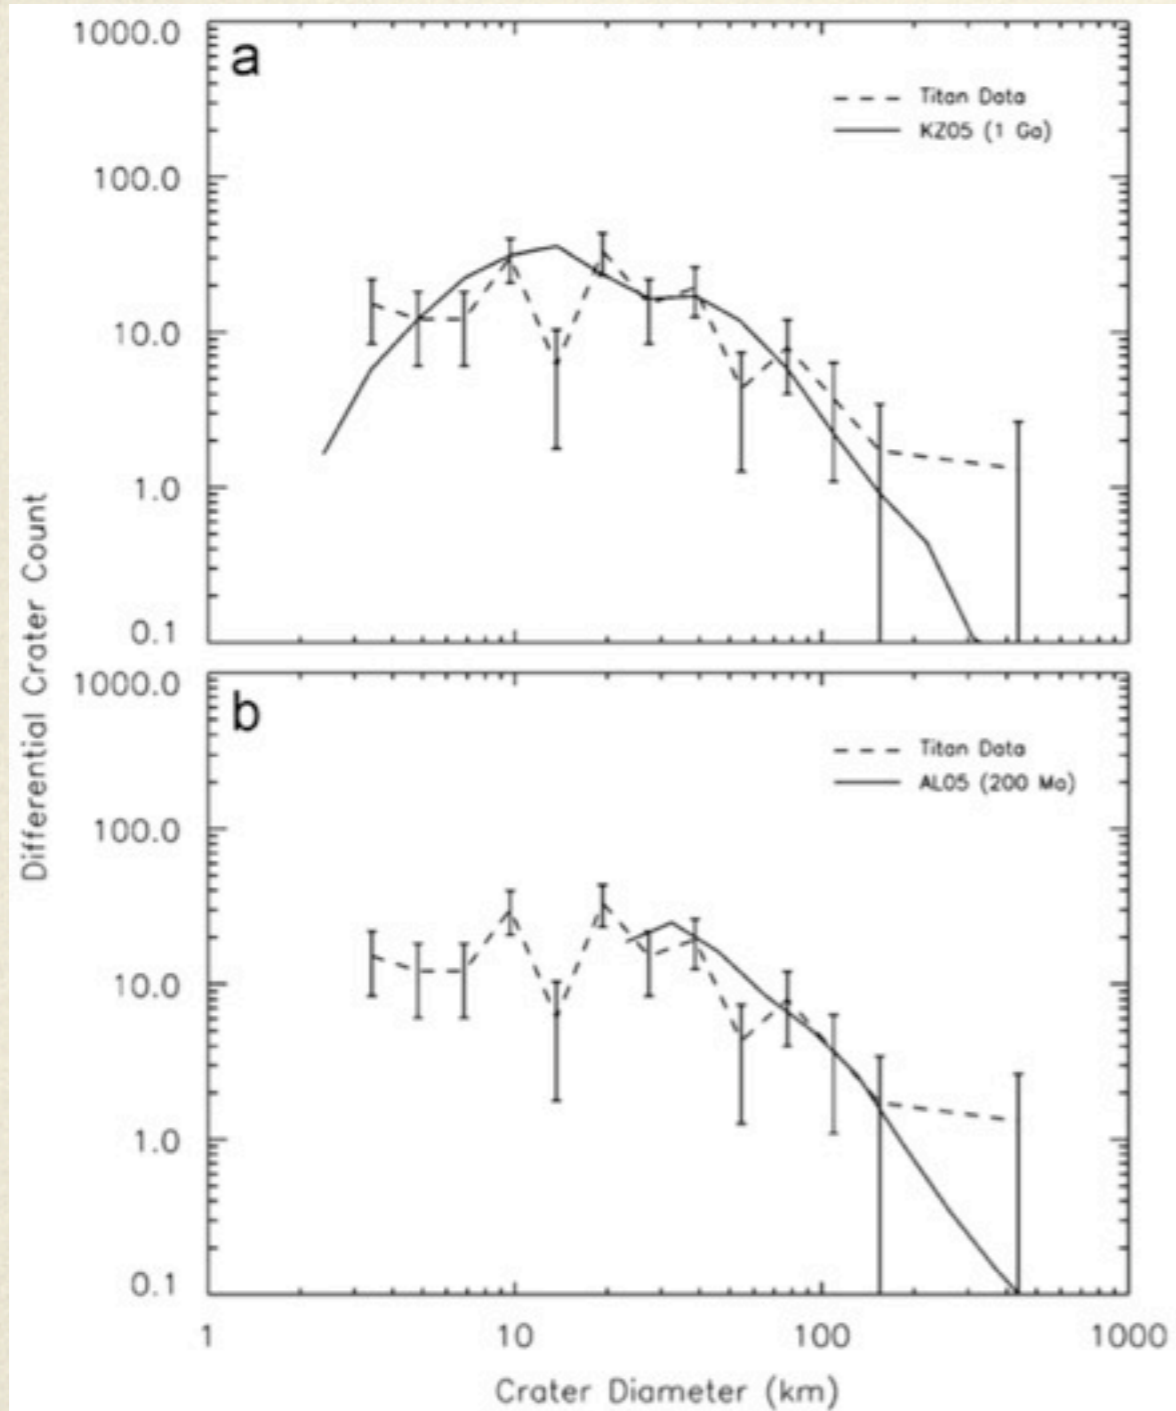 1000.0
a
Titan Data
KZ05 (1 Ga)
100.0
10.0
1.0
0.1
Differential Crater Count
1000.0
b
Titan Data
AL05 (200 Ma)
100.0
10.0
1.0
0.1
1
10
100
1000
Crater Diameter (km)